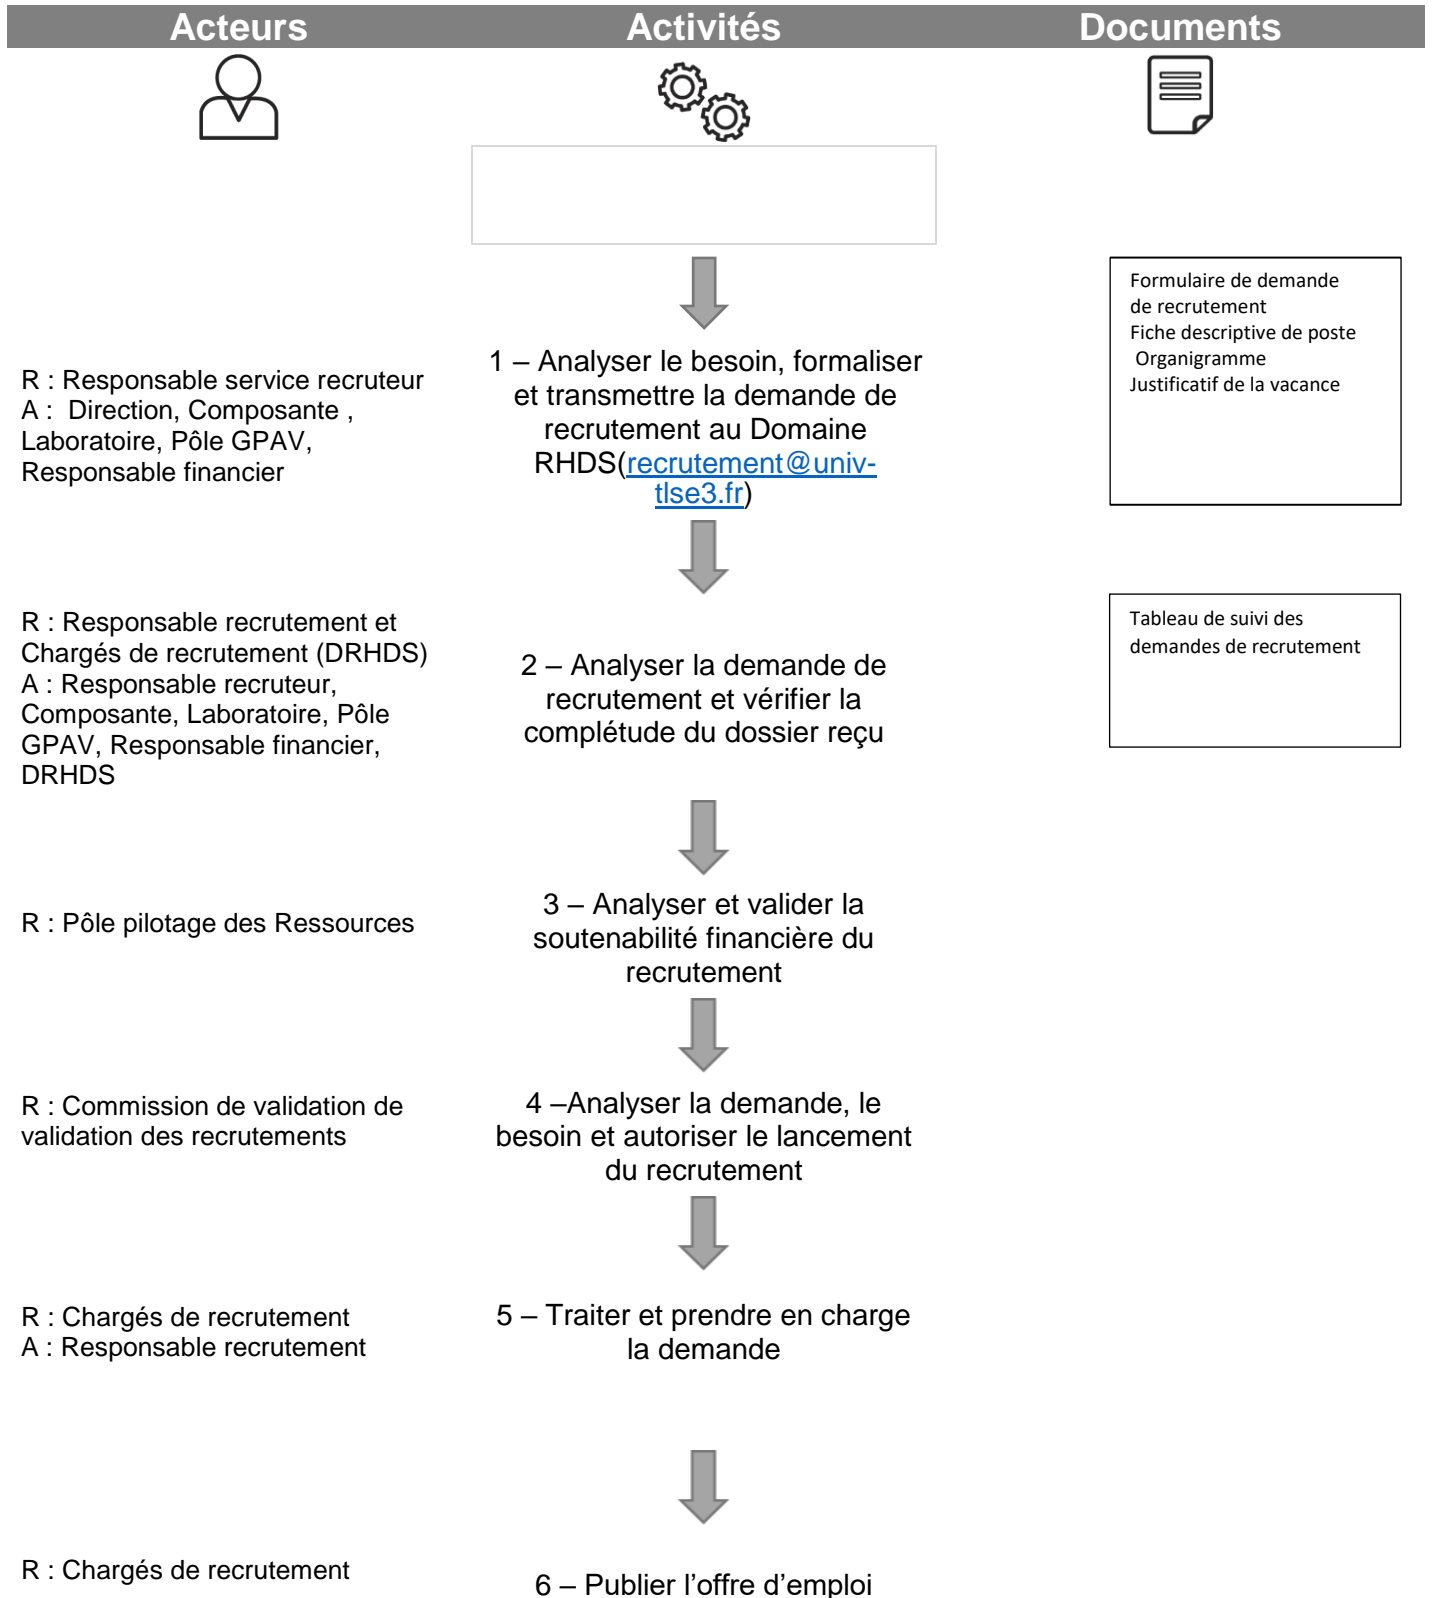 Acteurs Activités Documents
Formulaire de demande
de recrutement
Fiche descriptive de poste
Organigramme
Justificatif de la vacance
R : Responsable service recruteur
A : Direction, Composante ,
Laboratoire, Pôle GPAV,
Responsable financier
1 – Analyser le besoin, formaliser
et transmettre la demande de
recrutement au Domaine
RHDS(recrutement@univ-
tlse3.fr)
R : Responsable recrutement et
Chargés de recrutement (DRHDS)
A : Responsable recruteur,
Composante, Laboratoire, Pôle
GPAV, Responsable financier,
DRHDS
2 – Analyser la demande de
recrutement et vérifier la
complétude du dossier reçu
Tableau de suivi des
demandes de recrutement
R : Pôle pilotage des Ressources
3 – Analyser et valider la
soutenabilité financière du
recrutement
R : Commission de validation de
validation des recrutements
4 –Analyser la demande, le
besoin et autoriser le lancement
du recrutement
R : Chargés de recrutement
A : Responsable recrutement
5 – Traiter et prendre en charge
la demande
R : Chargés de recrutement
6 – Publier l’offre d’emploi